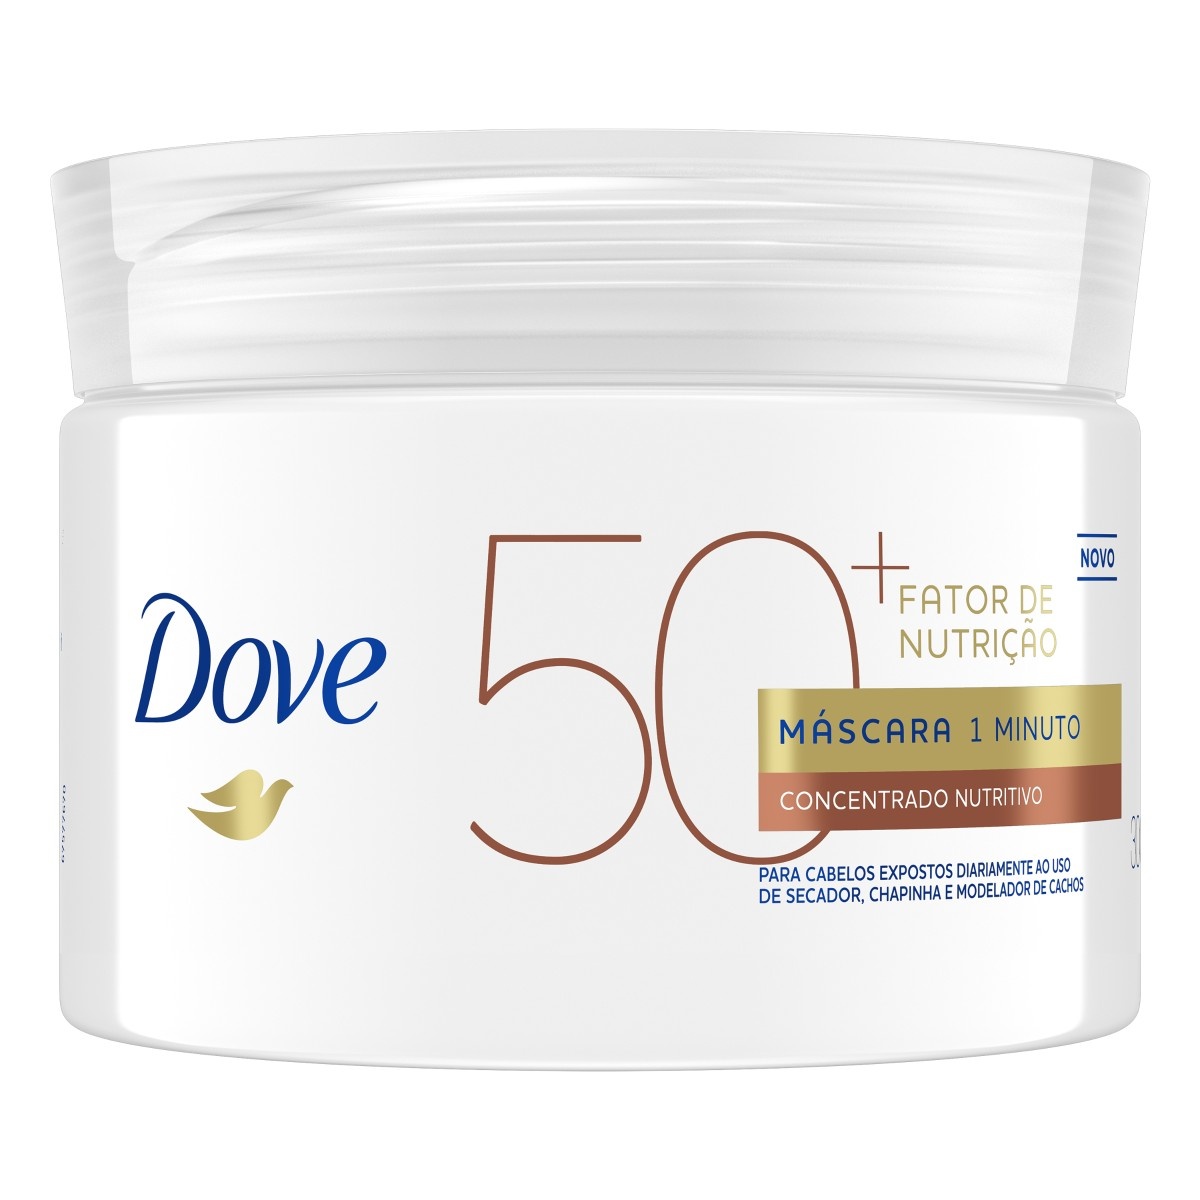 Dove
50+
FATOR DE
NUTRIÇÃO
NOVO
MÁSCARA 1 MINUTO
CONCENTRADO NUTRITIVO
PARA CABELOS EXPOSTOS DIARIAMENTE AO USO
DE SECADOR, CHAPINHA E MODELADOR DE CACHOS